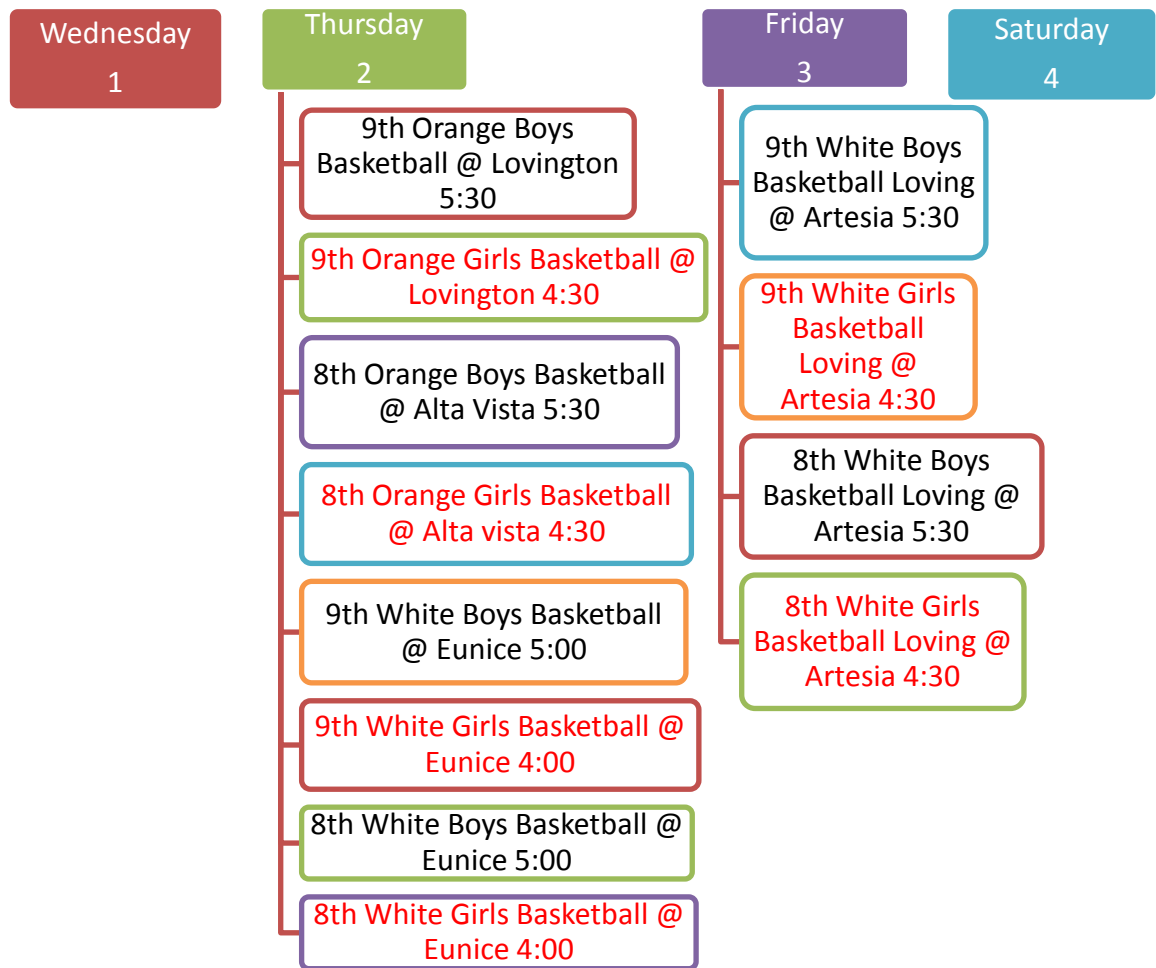 Wednesday
1
Thursday
2
9th Orange Boys
Basketball @ Lovington
5:30
9th Orange Girls Basketball @
Lovington 4:30
8th Orange Boys Basketball
@ Alta Vista 5:30
8th Orange Girls Basketball
@ Alta vista 4:30
9th White Boys Basketball
@ Eunice 5:00
9th White Girls Basketball @
Eunice 4:00
8th White Boys Basketball @
Eunice 5:00
8th White Girls Basketball @
Eunice 4:00
Friday
3
9th White Boys
Basketball Loving
@ Artesia 5:30
9th White Girls
Basketball
Loving @
Artesia 4:30
8th White Boys
Basketball Loving @
Artesia 5:30
8th White Girls
Basketball Loving @
Artesia 4:30
Saturday
4